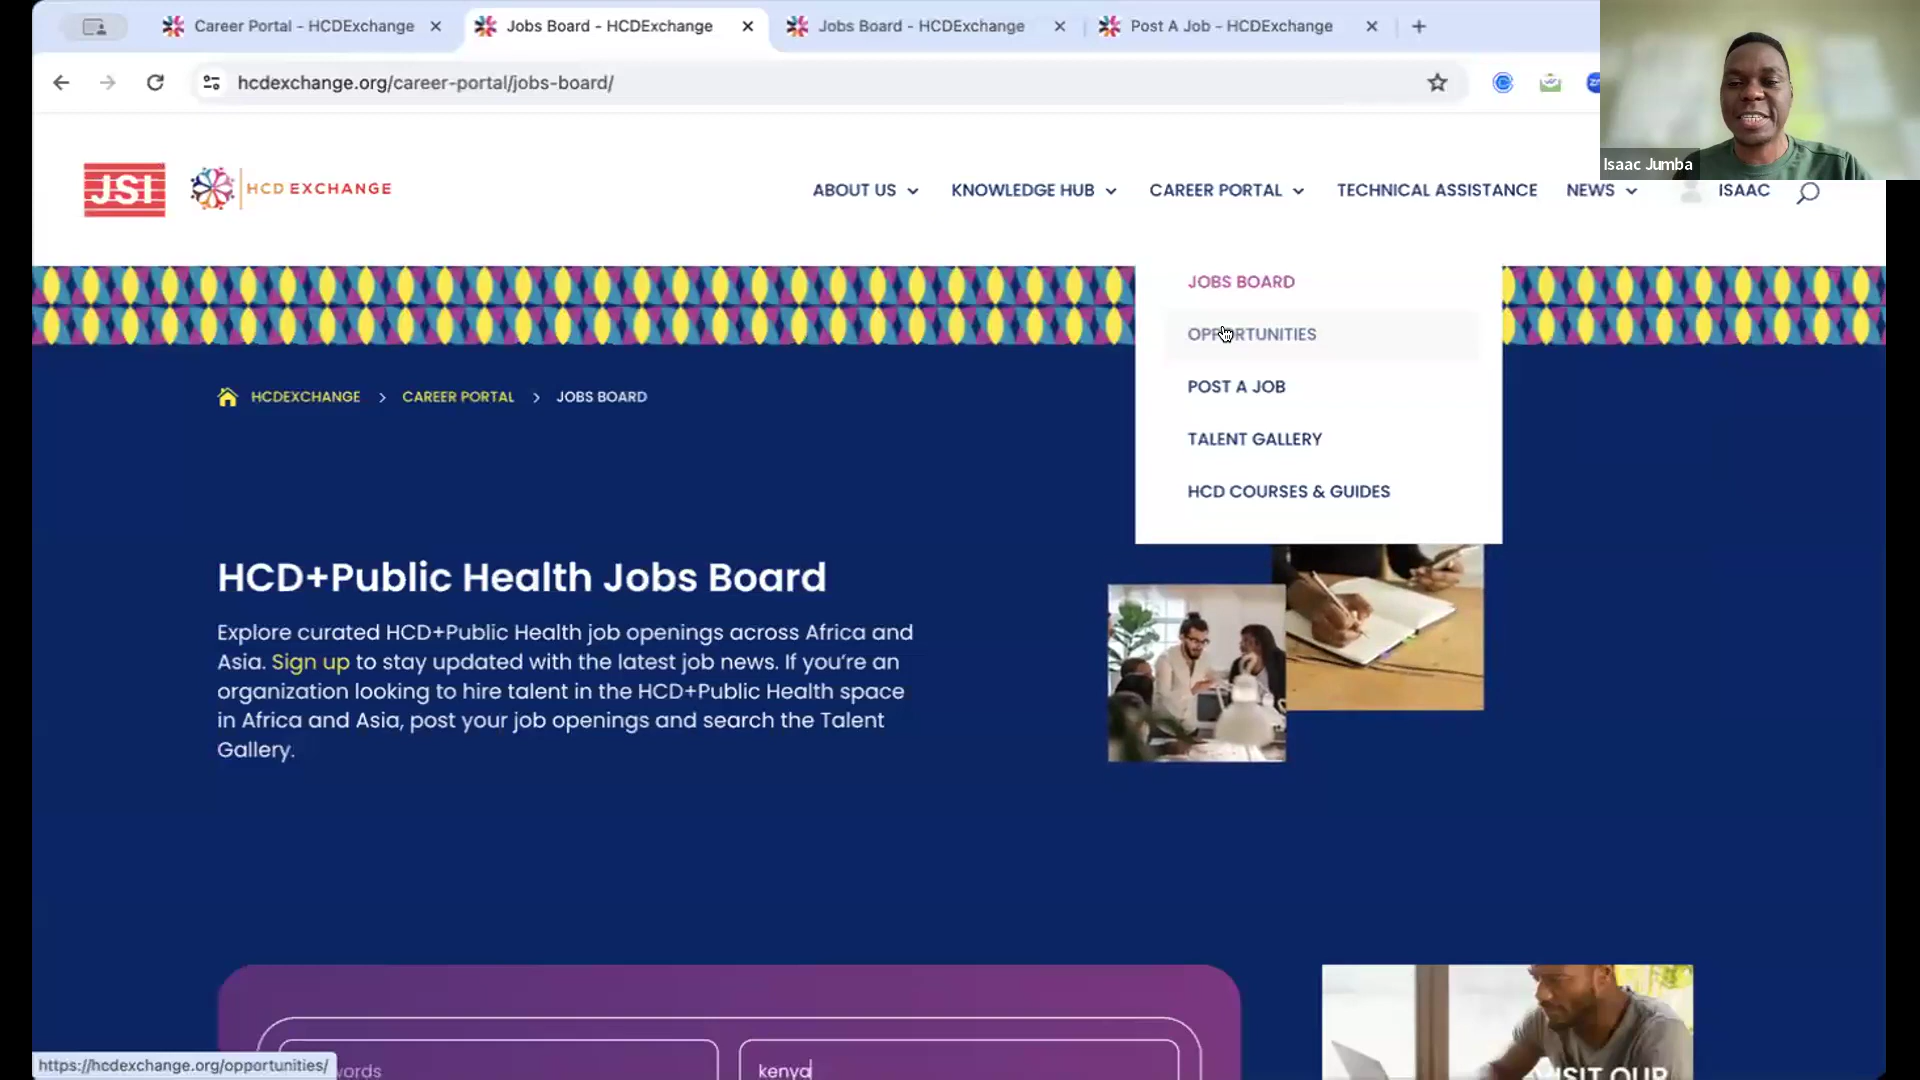 Career Portal - HCDExchange
Jobs Board - HCDExchange
Jobs Board - HCDExchange
Post A Job - HCDExchange
hcdexchange.org/career-portal/jobs-board/
Isaac Jumba
JSI
HCD EXCHANGE
ABOUT US
KNOWLEDGE HUB
CAREER PORTAL
TECHNICAL ASSISTANCE
NEWS
ISAAC
JOBS BOARD
OPPORTUNITIES
POST A JOB
TALENT GALLERY
HCD COURSES & GUIDES
HCDEXCHANGE > CAREER PORTAL > JOBS BOARD
HCD+Public Health Jobs Board
Explore curated HCD+Public Health job openings across Africa and
Asia. Sign up to stay updated with the latest job news. If you’re an
organization looking to hire talent in the HCD+Public Health space
in Africa and Asia, post your job openings and search the Talent
Gallery.
kenya
VISIT OUR
https://hcdexchange.org/opportunities/